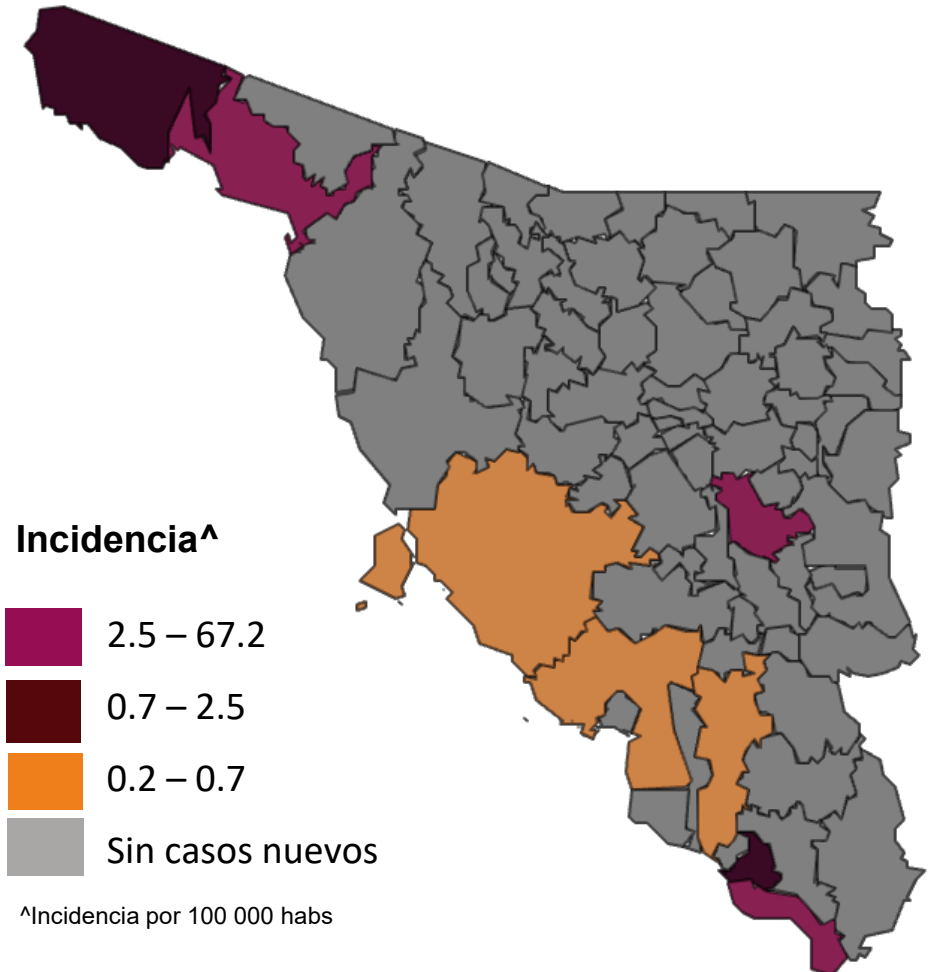 Incidencia^
2.5 – 67.2
0.7 – 2.5
0.2 – 0.7
Sin casos nuevos
^Incidencia por 100 000 habs